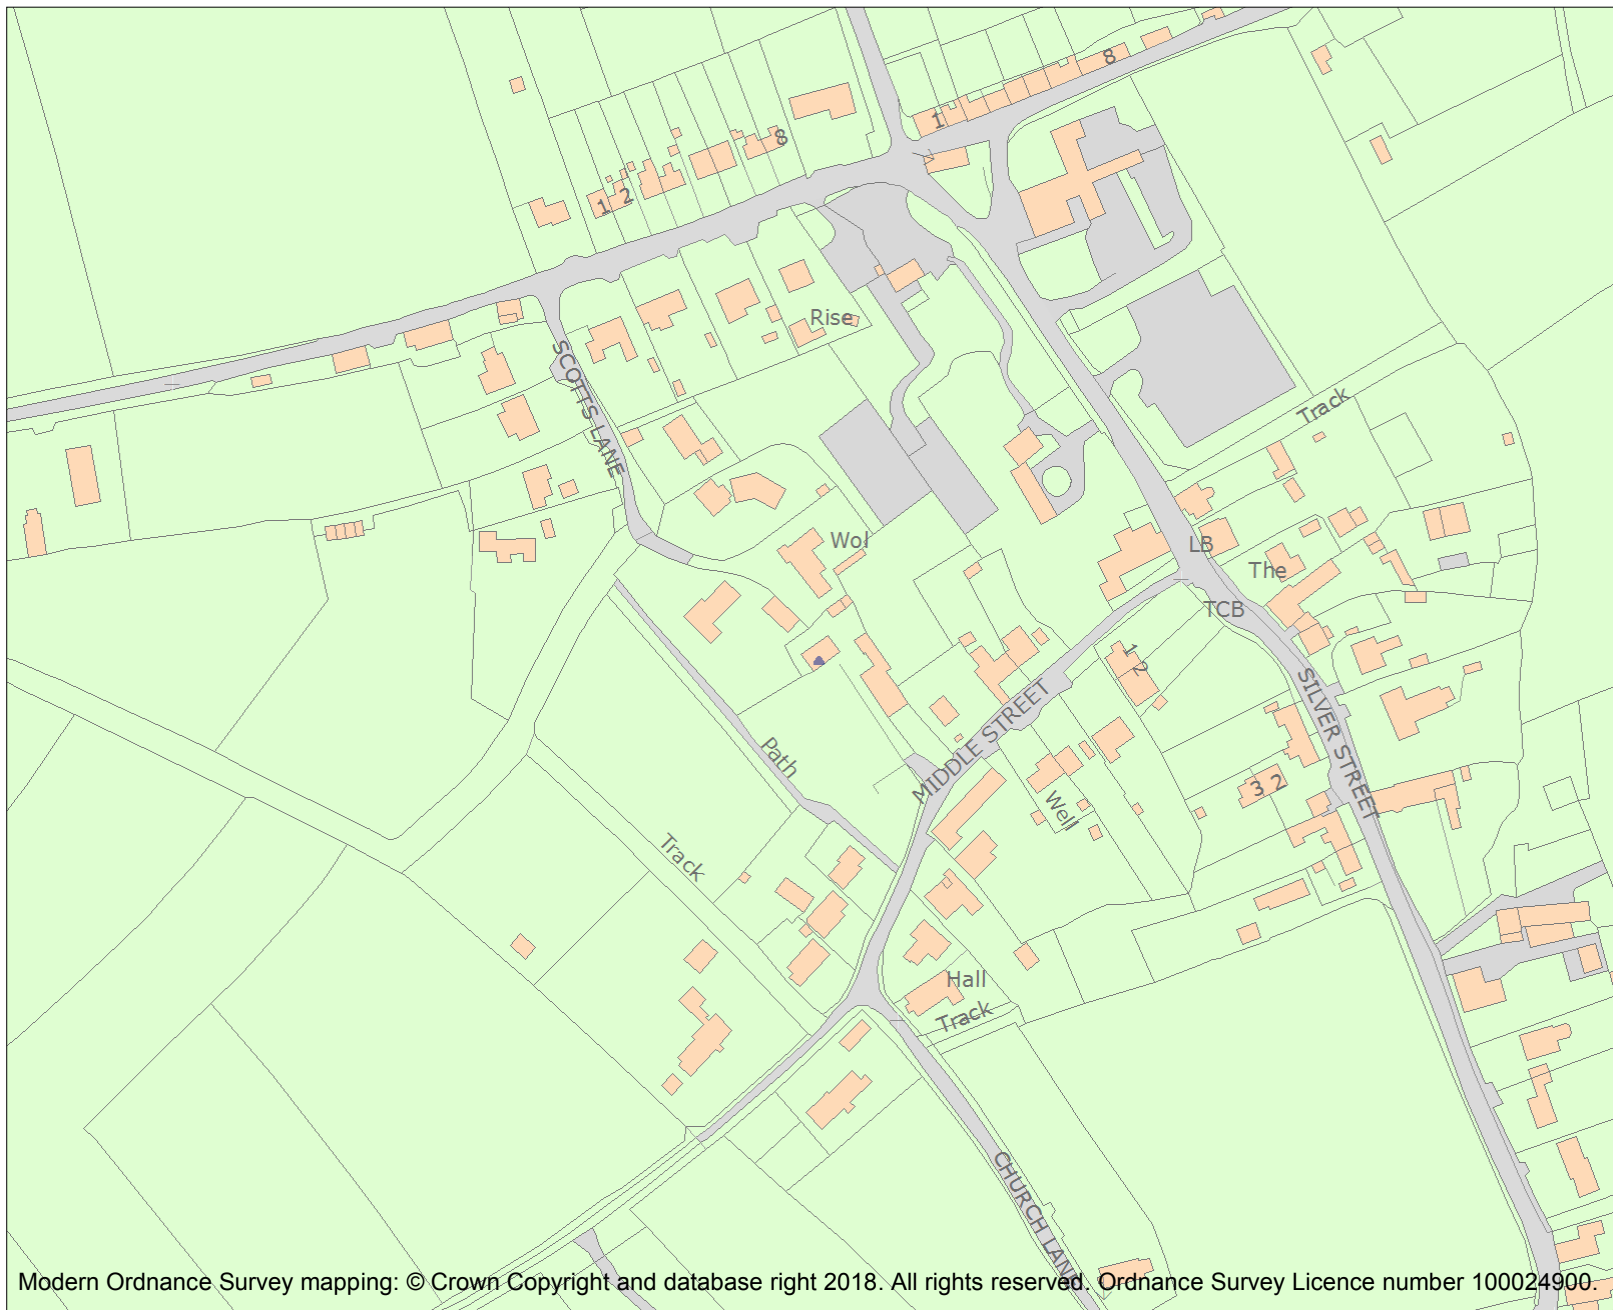 8
1
8
1 2
Rise
SCOTTS LANE
Track
Wol
LB
The
TCB
1 2
SILVER STREET
MIDDLE STREET
Path
3 2
Well
Track
Hall
Track
CHURCH LAN
Modern Ordnance Survey mapping: © Crown Copyright and database right 2018. All rights reserved. Ordnance Survey Licence number 100024900.